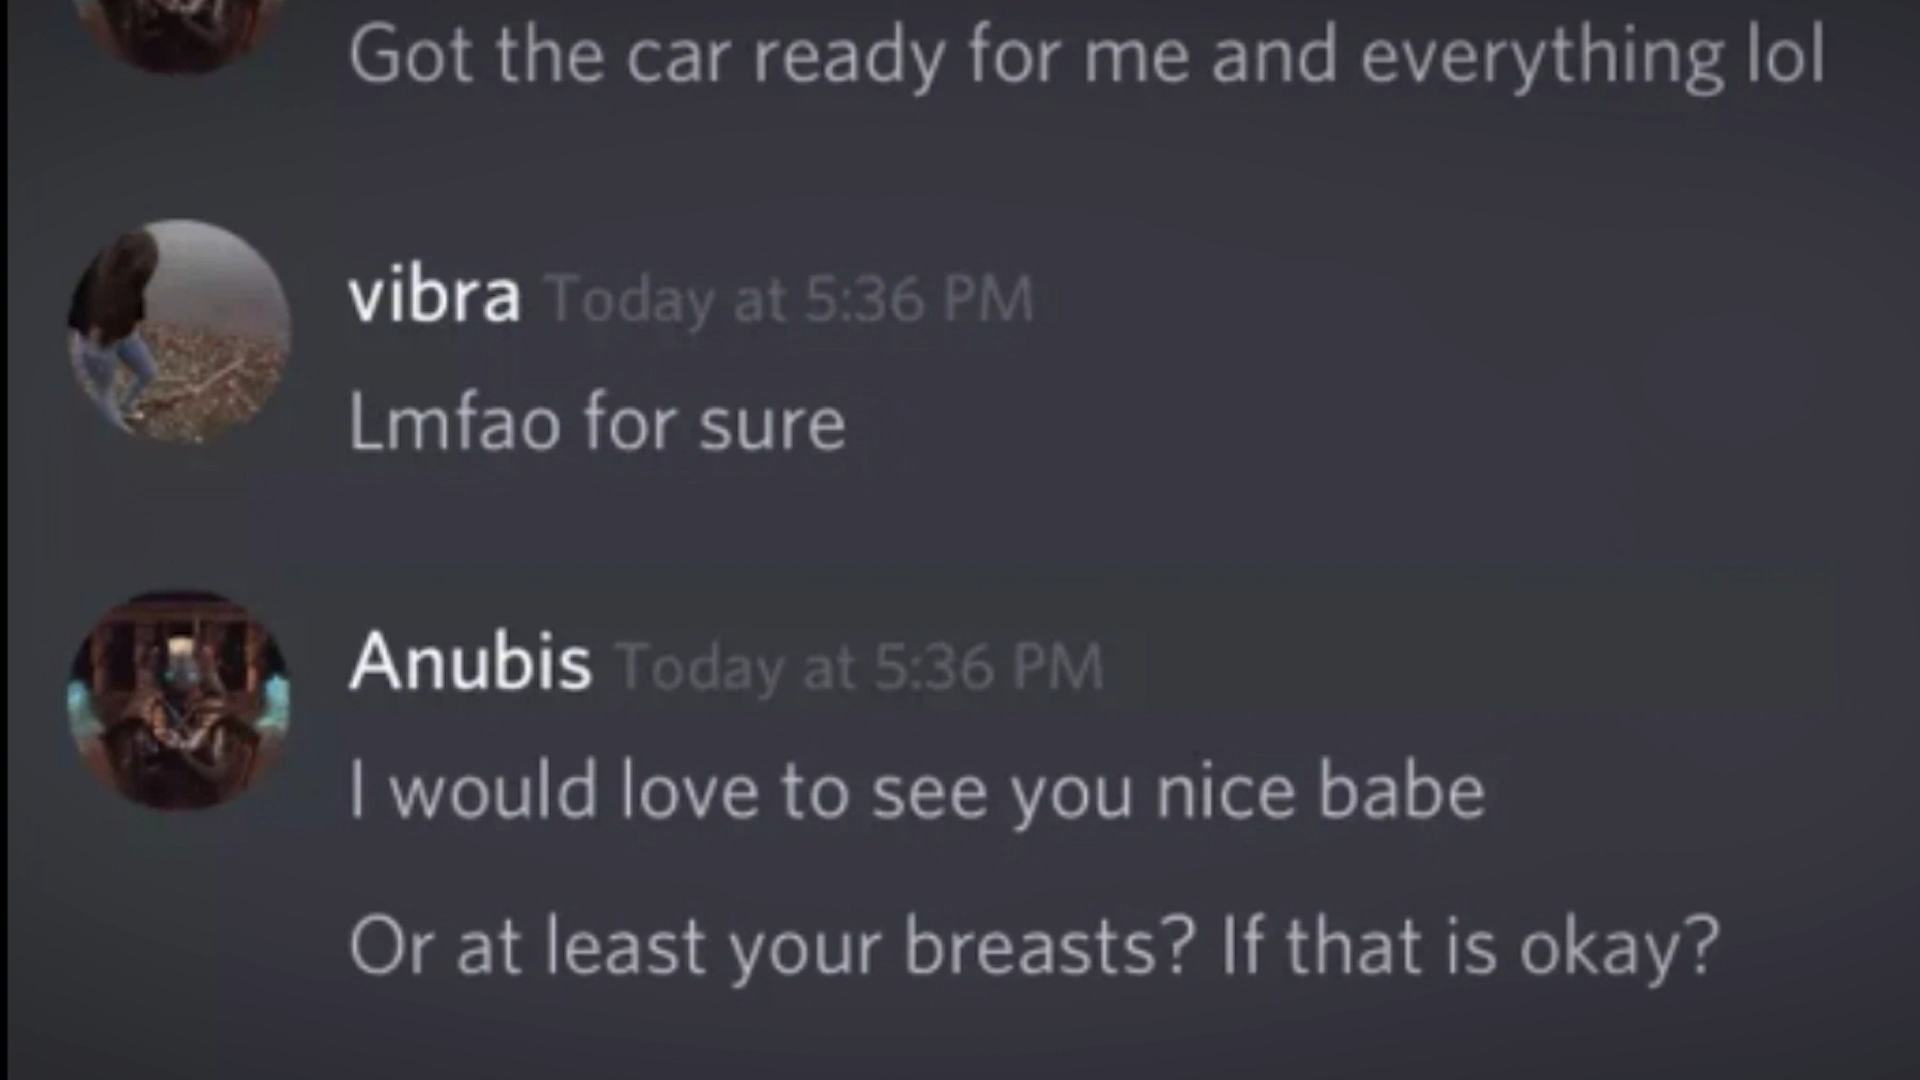 Got the car ready for me and everything lol
vibra Today at 5:36 PM
Lmfao for sure
Anubis Today at 5:36 PM
I would love to see you nice babe
Or at least your breasts? If that is okay?